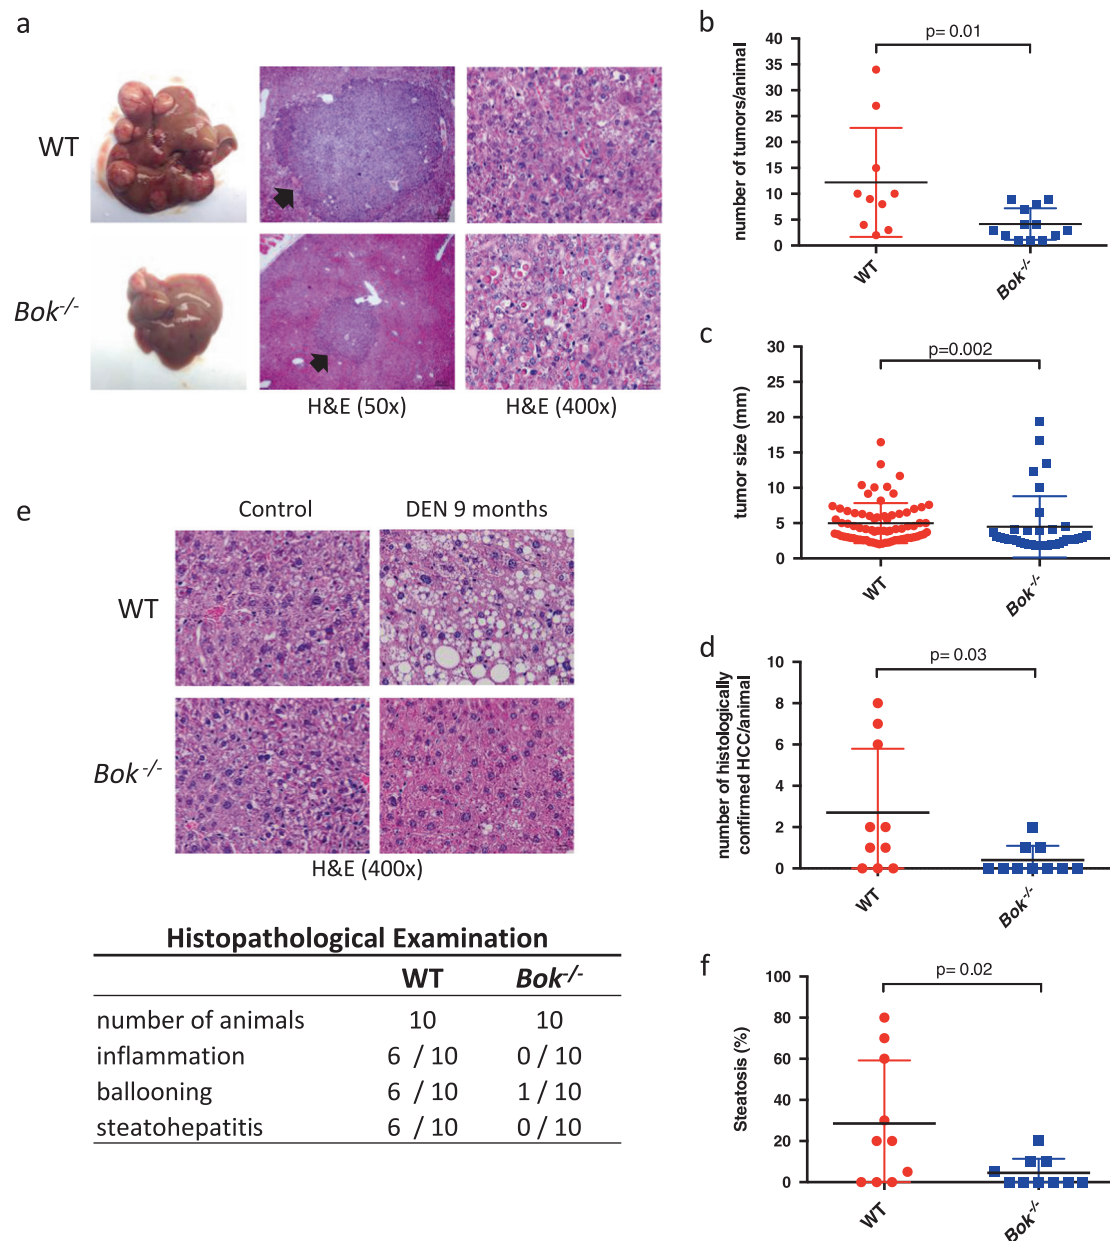 a
WT
Bok-/-
H&E (50x)
H&E (400x)
b
p= 0.01
number of tumors/animal
40
35
30
25
20
15
10
5
0
WT
Bok-/-
c
p=0.002
tumor size (mm)
30
25
20
15
10
5
0
WT
Bok-/-
d
p= 0.03
number of histologically
confirmed HCC/animal
10
8
6
4
2
0
WT
Bok-/-
e
Control
DEN 9 months
WT
Bok-/-
H&E (400x)
Histopathological Examination
WT Bok-/-
number of animals 10 10
inflammation 6 / 10 0 / 10
ballooning 6 / 10 1 / 10
steatohepatitis 6 / 10 0 / 10
f
p= 0.02
Steatosis (%)
100
80
60
40
20
0
WT
Bok-/-